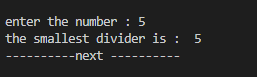 enter the number : 5
the smallest divider is :  5
----------next ----------